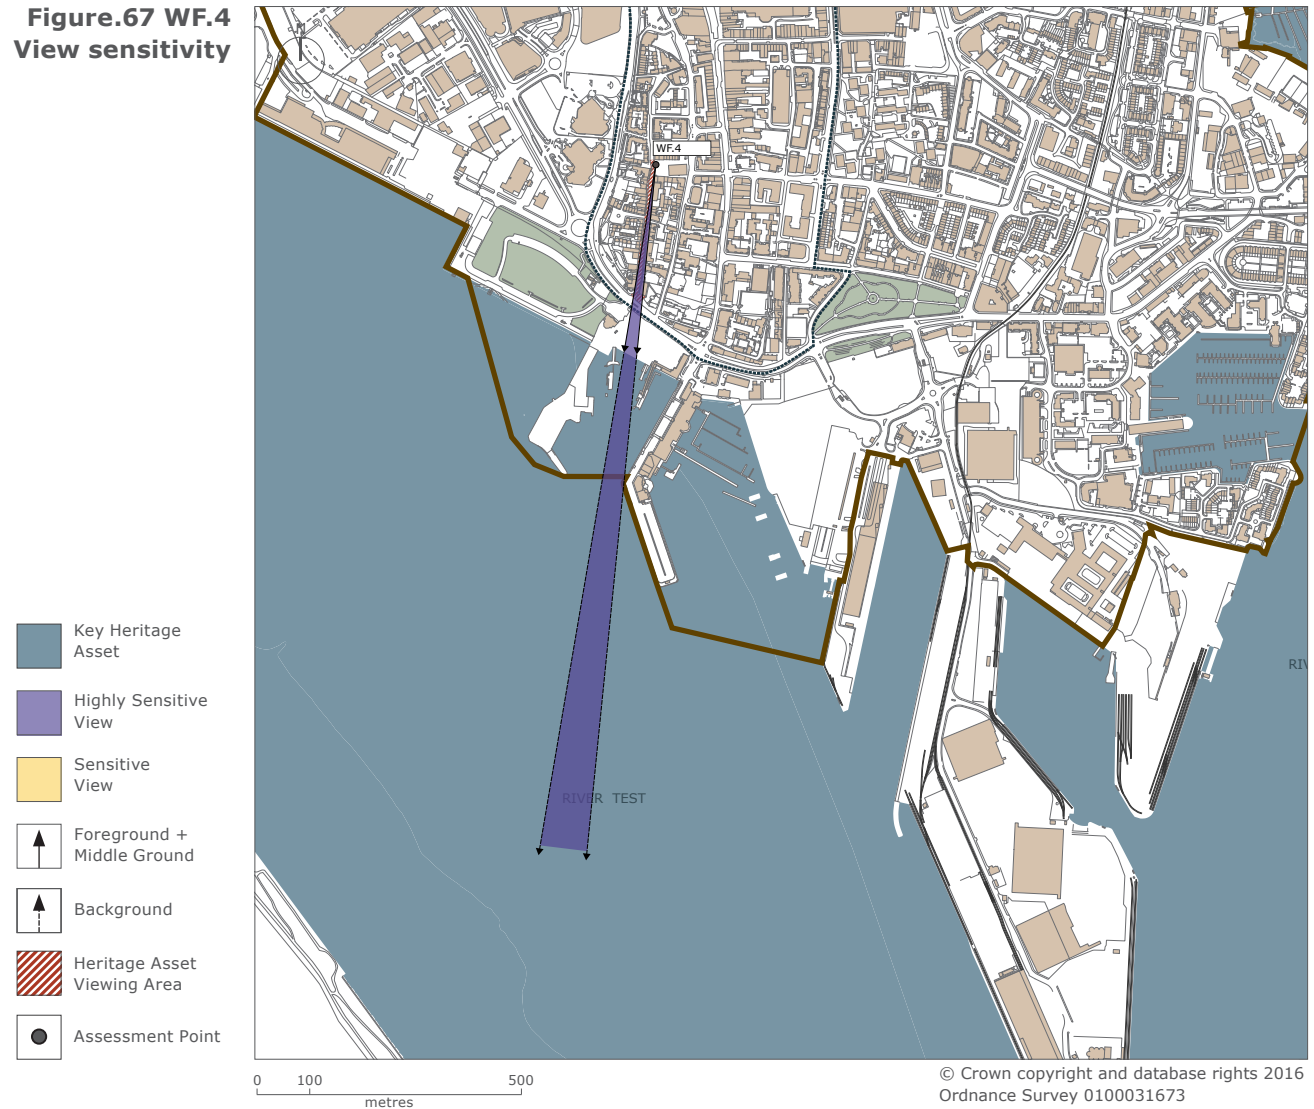 Figure.67 WF.4
View sensitivity
WF.4
RIV
RIVER TEST
Key Heritage
Asset
Highly Sensitive
View
Sensitive
View
Foreground +
Middle Ground
Background
Heritage Asset
Viewing Area
Assessment Point
0 100 500
metres
© Crown copyright and database rights 2016
Ordnance Survey 0100031673